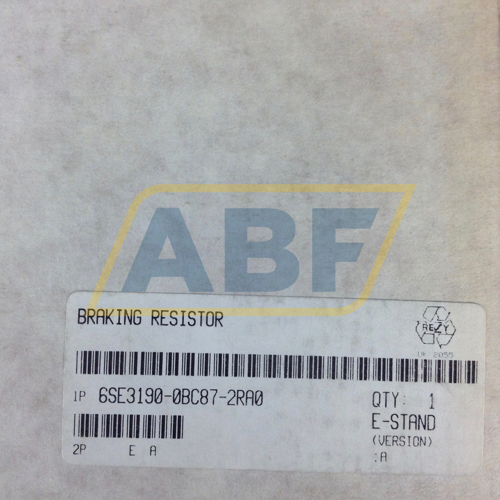 ABF
BRAKING RESISTOR
REZY
1P 6SE3190-0BC87-2RA0
QTY: 1
E-STAND
(VERSION)
:A
2P E A